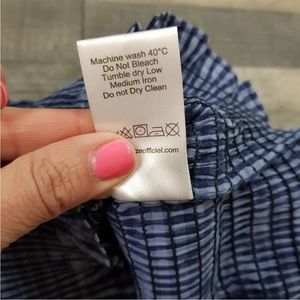 Machine wash 40°C
Do Not Bleach
Tumble dry Low
Medium Iron
Do not Dry Clean
zeofficiel.com